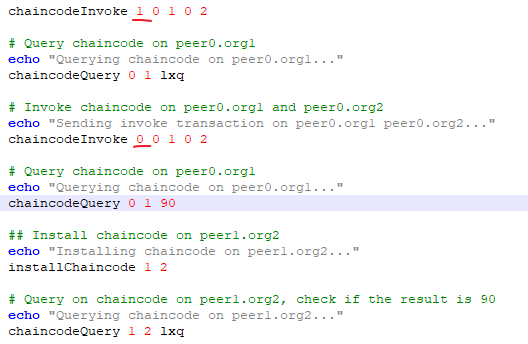 chaincodeInvoke 1 0 1 0 2
# Query chaincode on peer0.org1
echo "Querying chaincode on peer0.org1..."
chaincodeQuery 0 1 lxq
# Invoke chaincode on peer0.org1 and peer0.org2
echo "Sending invoke transaction on peer0.org1 peer0.org2..."
chaincodeInvoke 0 0 1 0 2
# Query chaincode on peer0.org1
echo "Querying chaincode on peer0.org1..."
chaincodeQuery 0 1 90
## Install chaincode on peer1.org2
echo "Installing chaincode on peer1.org2..."
installChaincode 1 2
# Query on chaincode on peer1.org2, check if the result is 90
echo "Querying chaincode on peer1.org2..."
chaincodeQuery 1 2 lxq